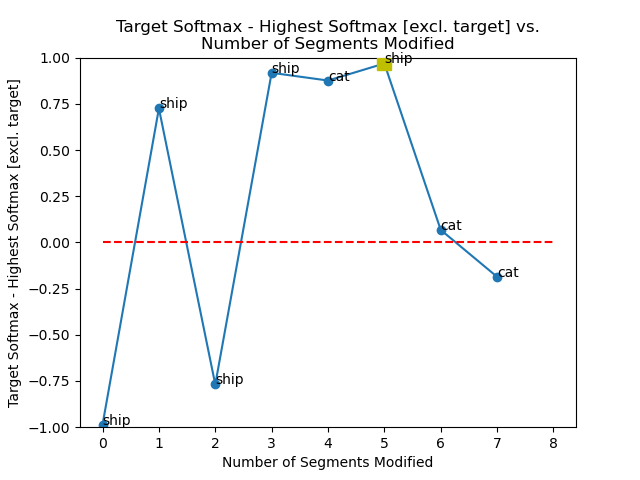 Target Softmax - Highest Softmax [excl. target] vs.
Number of Segments Modified
Target Softmax - Highest Softmax [excl. target]
1.00
0.75
0.50
0.25
0.00
−0.25
−0.50
−0.75
−1.00
ship
ship
ship
ship
cat
ship
cat
cat
0 1 2 3 4 5 6 7 8
Number of Segments Modified